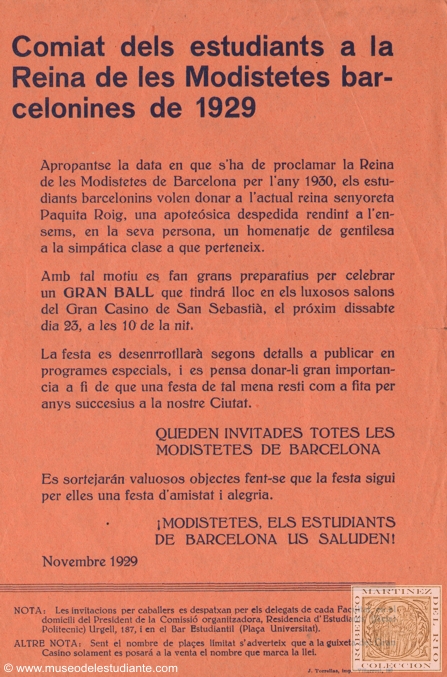 Comiat dels estudiants a la
Reina de les Modistetes bar-
celonines de 1929
Apropantse la data en que s'ha de proclamar la Reina
de les Modistetes de Barcelona per l'any 1930, els estu-
diants barcelonins volen donar a l'actual reina senyoreta
Paquita Roig, una apoteósica despedida rendint a l'en-
sems, en la seva persona, un homenatge de gentilesa
a la simpática clase a que perteneix.
Amb tal motiu es fan grans preparatius per celebrar
un GRAN BALL que tindrá lloc en els luxosos salons
del Gran Casino de San Sebastià, el próxim dissabte
dia 23, a les 10 de la nit.
La festa es desenrrotllará segons detalls a publicar en
programes especials, i es pensa donar-li gran importan-
cia a fi de que una festa de tal mena resti com a fita per
anys succesius a la nostre Ciutat.
QUEDEN INVITADES TOTES LES
MODISTETES DE BARCELONA
Es sortejarán valuosos objectes fent-se que la festa sigui
per elles una festa d'amistat i alegria.
¡MODISTETES, ELS ESTUDIANTS
DE BARCELONA US SALUDEN!
Novembre 1929
NOTA: Les invitacions per caballers es despatxan per els delegats de cada
domicili del President de la Comissió organitzadora, Residencia d'Estudiants
Politecnic) Urgell, 187, i en el Bar Estudiantil (Plaça Universitat).
ALTRE NOTA: Sent el nombre de plaçes llimitat s'adverteix que a la
Casino solament es posará a la venta el nombre que marca la llei.
MARTINEZ
ROBERTO
DEL RIO
COLECCION
© www.museodelestudiante.com